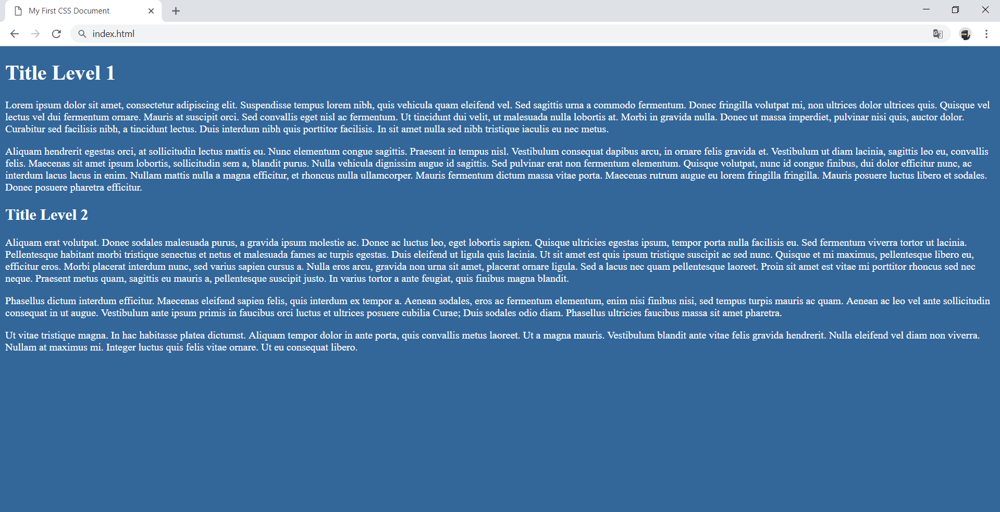 My First CSS Document
index.html
Title Level 1
Lorem ipsum dolor sit amet, consectetur adipiscing elit. Suspendisse tempus lorem nibh, quis vehicula quam eleifend vel. Sed sagittis urna a commodo fermentum. Donec fringilla volutpat mi, non ultrices dolor ultrices quis. Quisque vel
lectus vel dui fermentum ornare. Mauris at suscipit orci. Sed convallis eget nisl ac fermentum. Ut tincidunt dui velit, ut malesuada nulla lobortis at. Morbi in gravida nulla. Donec ut massa imperdiet, pulvinar nisi quis, auctor dolor.
Curabitur sed facilisis nibh, a tincidunt lectus. Duis interdum nibh quis porttitor facilisis. In sit amet nulla sed nibh tristique iaculis eu nec metus.
Aliquam hendrerit egestas orci, at sollicitudin lectus mattis eu. Nunc elementum congue sagittis. Praesent in tempus nisl. Vestibulum consequat dapibus arcu, in ornare felis gravida et. Vestibulum ut diam lacinia, sagittis leo eu, convallis
felis. Maecenas sit amet ipsum lobortis, sollicitudin sem a, blandit purus. Nulla vehicula dignissim augue id sagittis. Sed pulvinar erat non fermentum elementum. Quisque volutpat, nunc id congue finibus, dui dolor efficitur nunc, ac
interdum lacus lacus in enim. Nullam mattis nulla a magna efficitur, et rhoncus nulla ullamcorper. Mauris fermentum dictum massa vitae porta. Maecenas rutrum augue eu lorem fringilla fringilla. Mauris posuere luctus libero et sodales.
Donec posuere pharetra efficitur.
Title Level 2
Aliquam erat volutpat. Donec sodales malesuada purus, a gravida ipsum molestie ac. Donec ac luctus leo, eget lobortis sapien. Quisque ultricies egestas ipsum, tempor porta nulla facilisis eu. Sed fermentum viverra tortor ut lacinia.
Pellentesque habitant morbi tristique senectus et netus et malesuada fames ac turpis egestas. Duis eleifend ut ligula quis lacinia. Ut sit amet est quis ipsum tristique suscipit ac sed nunc. Quisque et mi maximus, pellentesque libero eu,
efficitur eros. Morbi placerat interdum nunc, sed varius sapien cursus a. Nulla eros arcu, gravida non urna sit amet, placerat ornare ligula. Sed a lacus nec quam pellentesque laoreet. Proin sit amet est vitae mi porttitor rhoncus sed nec
neque. Praesent metus quam, sagittis eu mauris a, pellentesque suscipit justo. In varius tortor a ante feugiat, quis finibus magna blandit.
Phasellus dictum interdum efficitur. Maecenas eleifend sapien felis, quis interdum ex tempor a. Aenean sodales, eros ac fermentum elementum, enim nisi finibus nisi, sed tempus turpis mauris ac quam. Aenean ac leo vel ante sollicitudin
consequat in ut augue. Vestibulum ante ipsum primis in faucibus orci luctus et ultrices posuere cubilia Curae; Duis sodales odio diam. Phasellus ultricies faucibus massa sit amet pharetra.
Ut vitae tristique magna. In hac habitasse platea dictumst. Aliquam tempor dolor in ante porta, quis convallis metus laoreet. Ut a magna mauris. Vestibulum blandit ante vitae felis gravida hendrerit. Nulla eleifend vel diam non viverra.
Nullam at maximus mi. Integer luctus quis felis vitae ornare. Ut eu consequat libero.